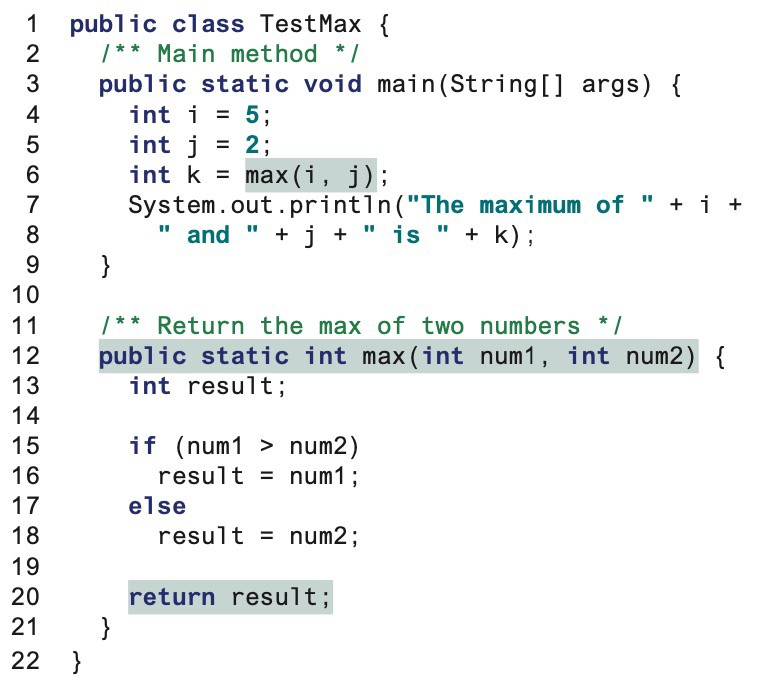 1 public class TestMax {
2 /** Main method */
3 public static void main(String[] args) {
4 int i = 5;
5 int j = 2;
6 int k = max(i, j);
7 System.out.println("The maximum of " + i +
8 " and " + j + " is " + k);
9 }
10
11 /** Return the max of two numbers */
12 public static int max(int num1, int num2) {
13 int result;
14
15 if (num1 > num2)
16 result = num1;
17 else
18 result = num2;
19
20 return result;
21 }
22 }